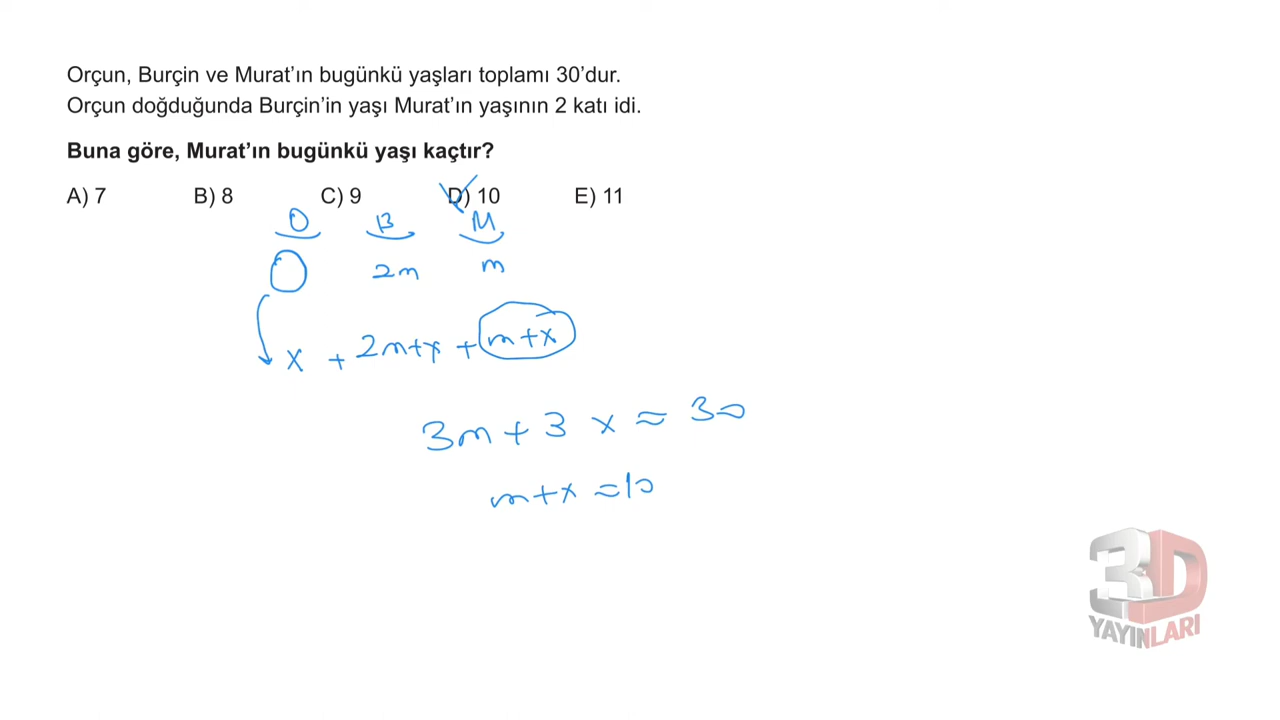 Orçun, Burçin ve Murat'ın bugünkü yaşları toplamı 30'dur.
Orçun doğduğunda Burçin'in yaşı Murat'ın yaşının 2 katı idi.
Buna göre, Murat'ın bugünkü yaşı kaçtır?
A) 7 B) 8 C) 9 D) 10 E) 11
O B M
0 2m m
x + 2m+x + m+x
3m + 3 x = 30
m+x = 10
3D
YAYINLARI